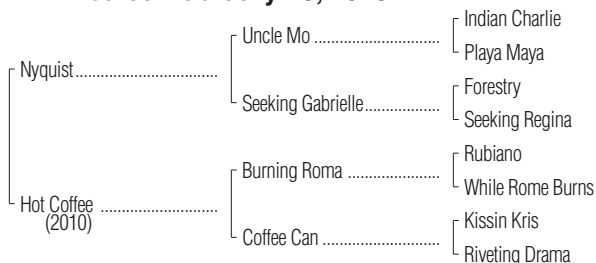 Indian Charlie
Uncle Mo
Playa Maya
Nyquist
Forestry
Seeking Gabrielle
Seeking Regina
Rubiano
Burning Roma
While Rome Burns
Hot Coffee
(2010)
Kissin Kris
Coffee Can
Riveting Drama